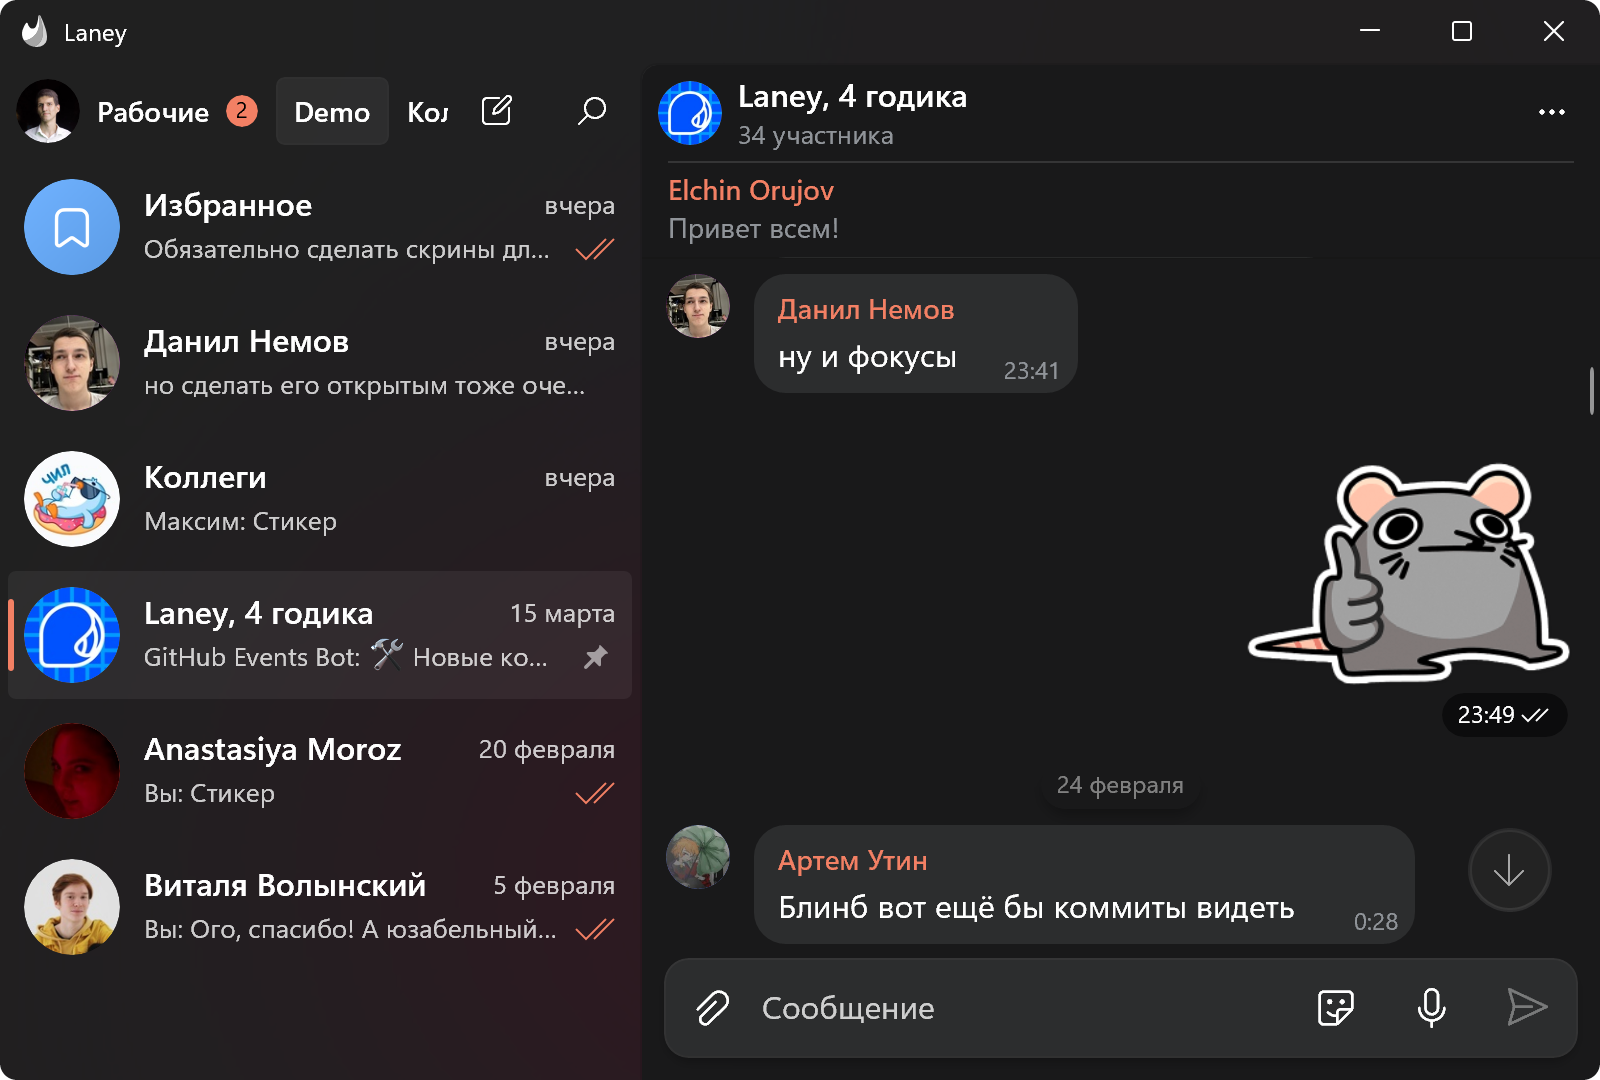 Laney
Рабочие 2 Demo Кол
Избранное вчера
Обязательно сделать скрины дл...
Данил Немов вчера
но сделать его открытым тоже оче...
ЧИЛ
Коллеги вчера
Максим: Стикер
Laney, 4 годика 15 марта
GitHub Events Bot: 🛠 Новые ко...
Anastasiya Moroz 20 февраля
Вы: Стикер
Виталя Волынский 5 февраля
Вы: Ого, спасибо! А юзабельный...
Laney, 4 годика
34 участника
Elchin Orujov
Привет всем!
Данил Немов
ну и фокусы 23:41
23:49
24 февраля
Артем Утин
Блинб вот ещё бы коммиты видеть 0:28
Сообщение